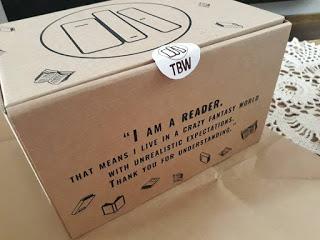 TBW
"I AM A READER.
THAT MEANS I LIVE IN A CRAZY FANTASY WORLD
WITH UNREALISTIC EXPECTATIONS.
THANK YOU FOR UNDERSTANDING."